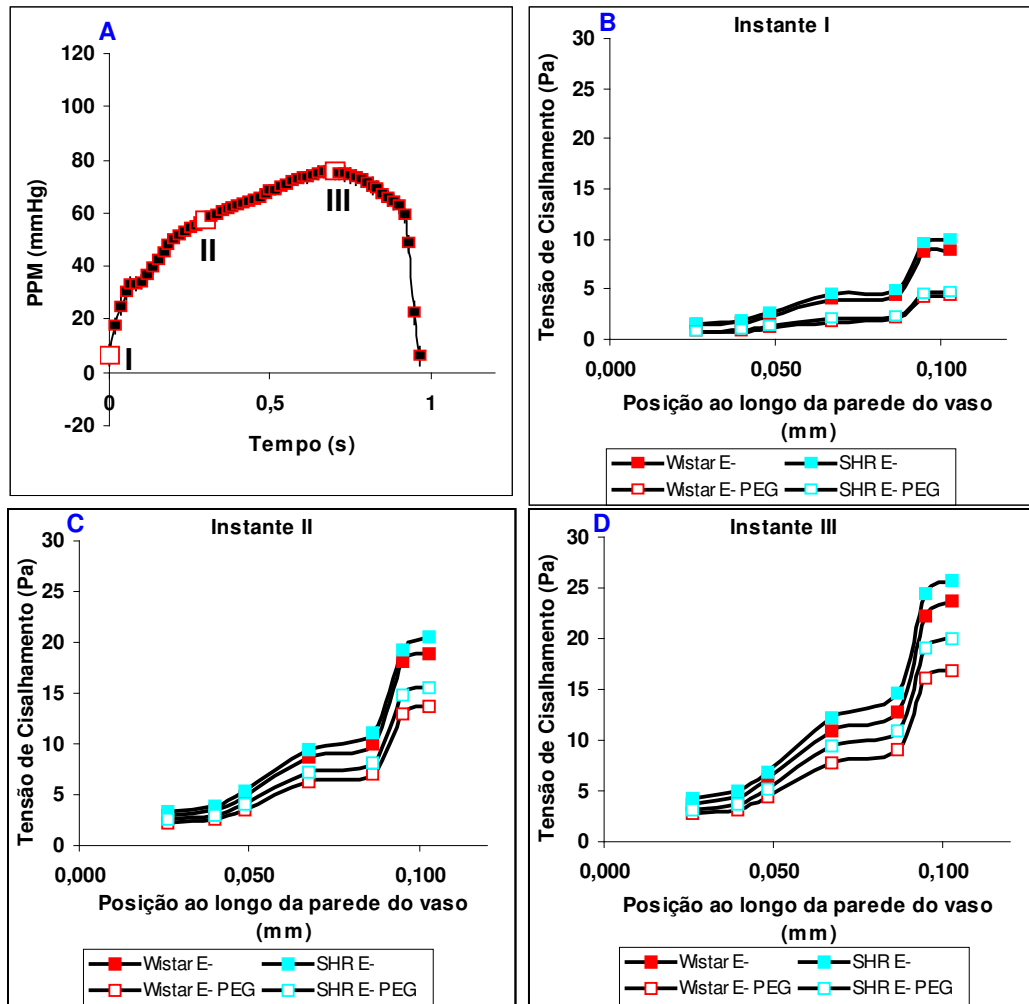 A
PPM (mmHg)
120
100
80
60
40
20
0
-20
I
II
III
0
0,5
1
Tempo (s)
B
Instante I
Tensão de Cisalhamento (Pa)
30
25
20
15
10
5
0
0,000
0,050
0,100
Posição ao longo da parede do vaso
(mm)
Wistar E-
SHR E-
Wistar E- PEG
SHR E- PEG
C
Instante II
Tensão de Cisalhamento (Pa)
30
25
20
15
10
5
0
0,000
0,050
0,100
Posição ao longo da parede do vaso
(mm)
Wistar E-
SHR E-
Wistar E- PEG
SHR E- PEG
D
Instante III
Tensão de Cisalhamento (Pa)
30
25
20
15
10
5
0
0,000
0,050
0,100
Posição ao longo da parede do vaso
(mm)
Wistar E-
SHR E-
Wistar E- PEG
SHR E- PEG